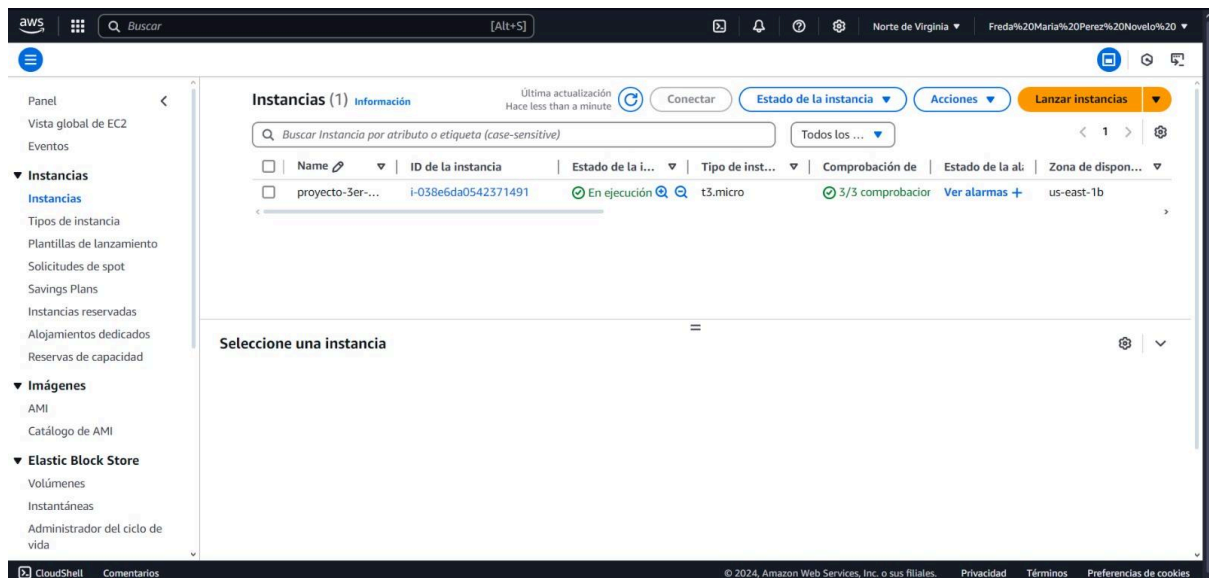 aws
Buscar [Alt+S] Norte de Virginia Freda%20Maria%20Perez%20Novelo%20
Panel
Vista global de EC2
Eventos
Instancias
Instancias
Tipos de instancia
Plantillas de lanzamiento
Solicitudes de spot
Savings Plans
Instancias reservadas
Alojamientos dedicados
Reservas de capacidad
Imágenes
AMI
Catálogo de AMI
Elastic Block Store
Volúmenes
Instantáneas
Administrador del ciclo de
vida
Instancias (1) Información
Última actualización
Hace less than a minute
Conectar Estado de la instancia Acciones Lanzar instancias
Buscar Instancia por atributo o etiqueta (case-sensitive) Todos los ... 1
Name ID de la instancia Estado de la i... Tipo de inst... Comprobación de Estado de la al Zona de dispon...
proyecto-3er-... i-038e6da0542371491 En ejecución t3.micro 3/3 comprobacior Ver alarmas + us-east-1b
Seleccione una instancia
CloudShell Comentarios © 2024, Amazon Web Services, Inc. o sus filiales. Privacidad Términos Preferencias de cookies